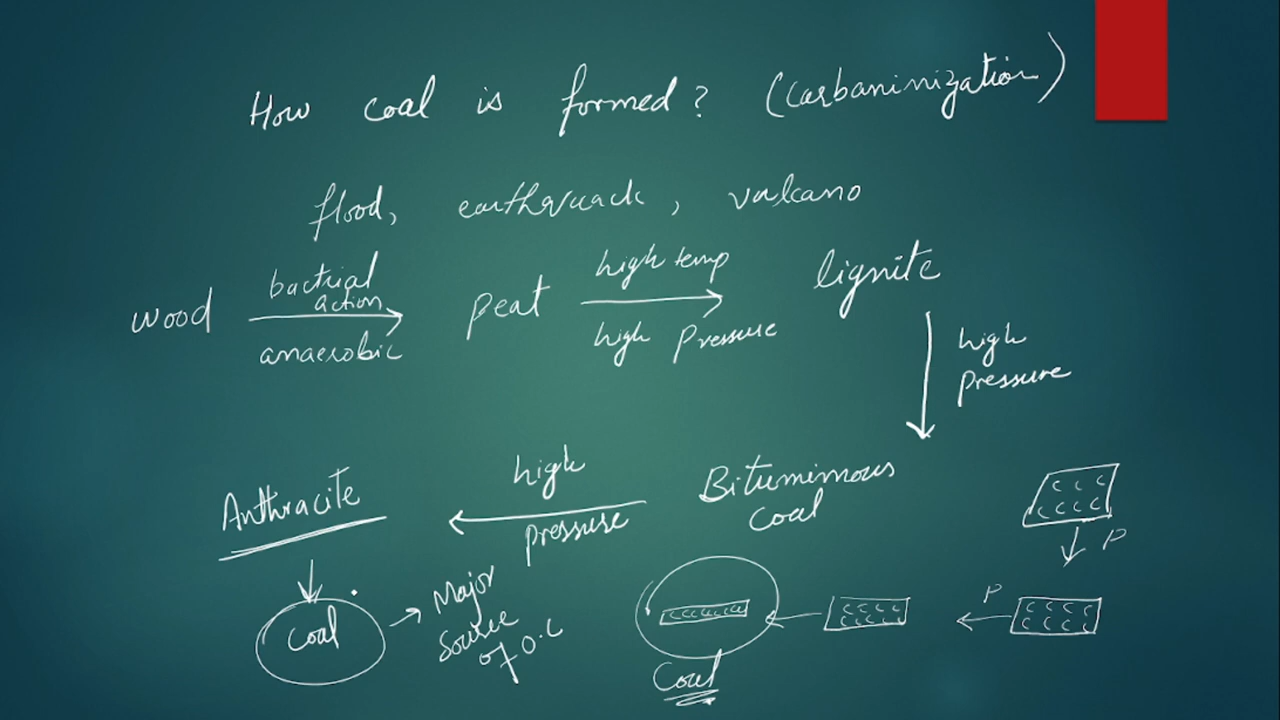 How coal is formed? (carbaninization)
flood, earthquack, valcano
wood
bactrial
action
anaerobic
peat
high temp
high Pressure
lignite
high
Pressure
Bituminous
coal
high
pressure
Anthracite
coal
Major
Source
of O.C
C C C
C C C C
P
C C C C
C C C C
P
C C C C
C C C C
C C C C C C
Coal